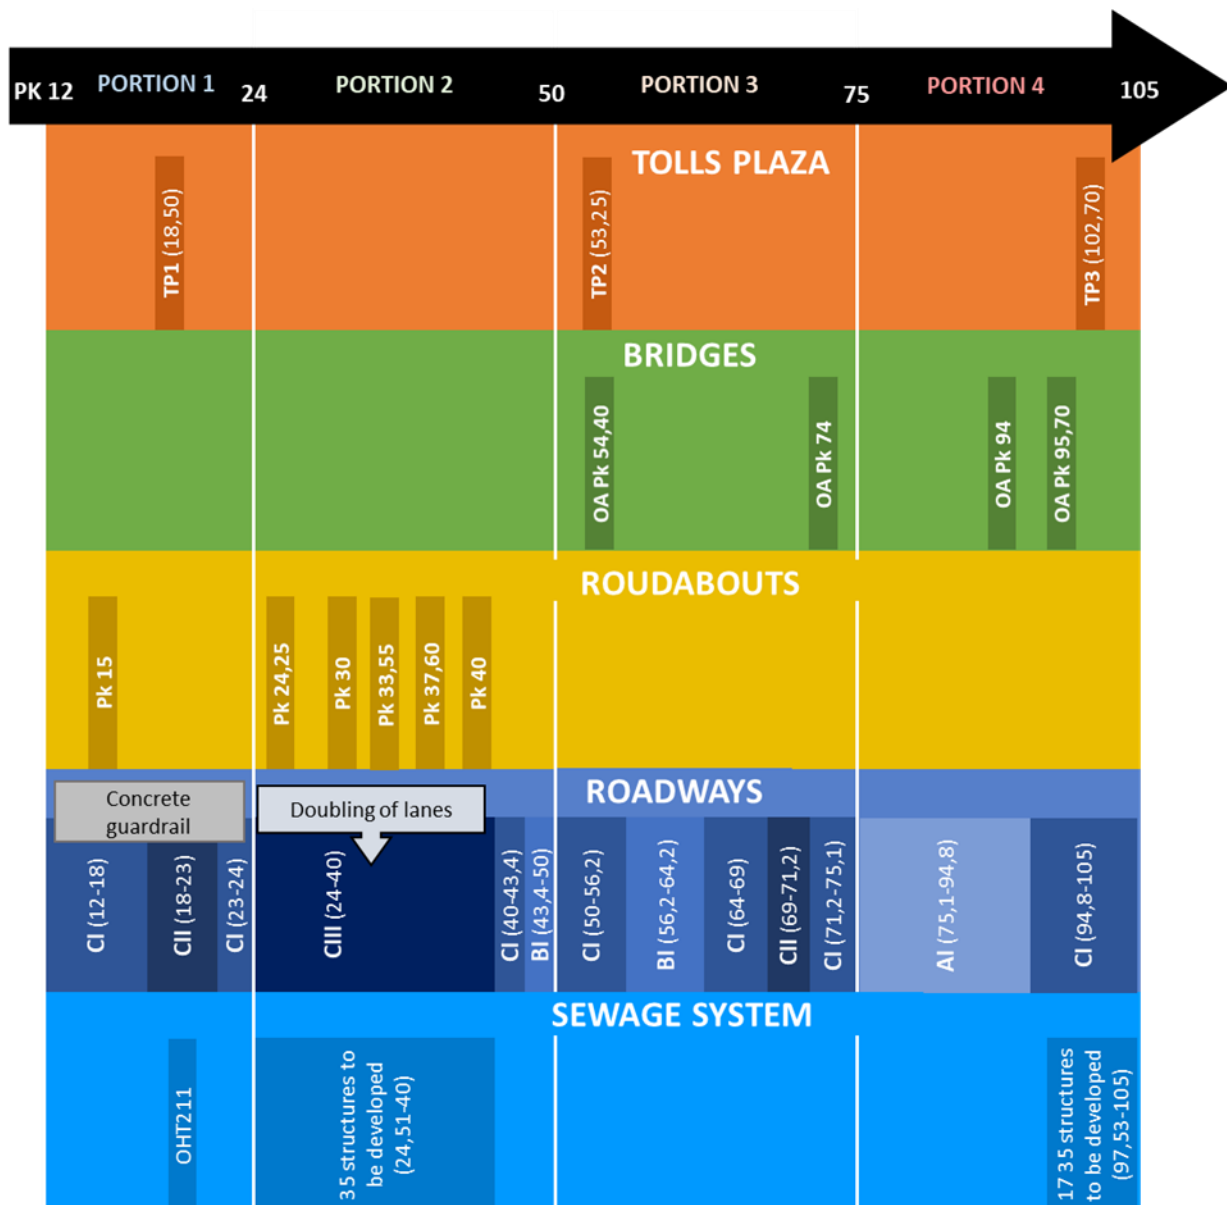 PK 12
PORTION 1
24
PORTION 2
50
PORTION 3
75
PORTION 4
105
TOLLS PLAZA
TP1 (18,50)
TP2 (53,25)
TP3 (102,70)
BRIDGES
OA Pk 54,40
OA Pk 74
OA Pk 94
OA Pk 95,70
ROUDABOUTS
Pk 15
Pk 24,25
Pk 30
Pk 33,55
Pk 37,60
Pk 40
ROADWAYS
Concrete
guardrail
Doubling of lanes
CI (12-18)
CII (18-23)
CI (23-24)
CIII (24-40)
CI (40-43,4)
BI (43,4-50)
CI (50-56,2)
BI (56,2-64,2)
CI (64-69)
CII (69-71,2)
CI (71,2-75,1)
AI (75,1-94,8)
CI (94,8-105)
SEWAGE SYSTEM
OHT211
35 structures to
be developed
(24,51-40)
17 35 structures
to be developed
(97,53-105)